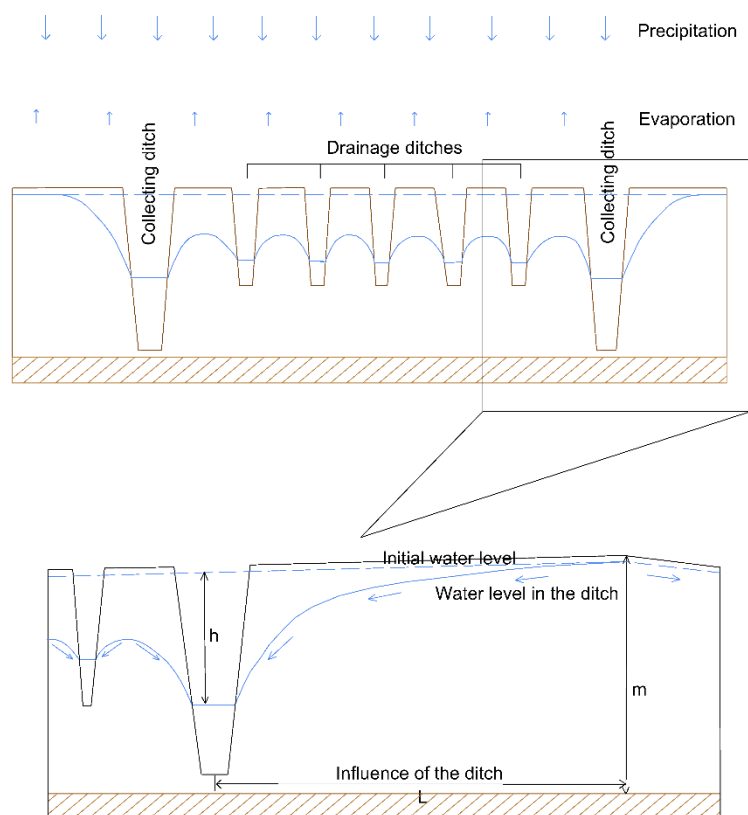 Precipitation
Evaporation
Collecting ditch
Drainage ditches
Collecting ditch
Initial water level
Water level in the ditch
h
m
Influence of the ditch
L